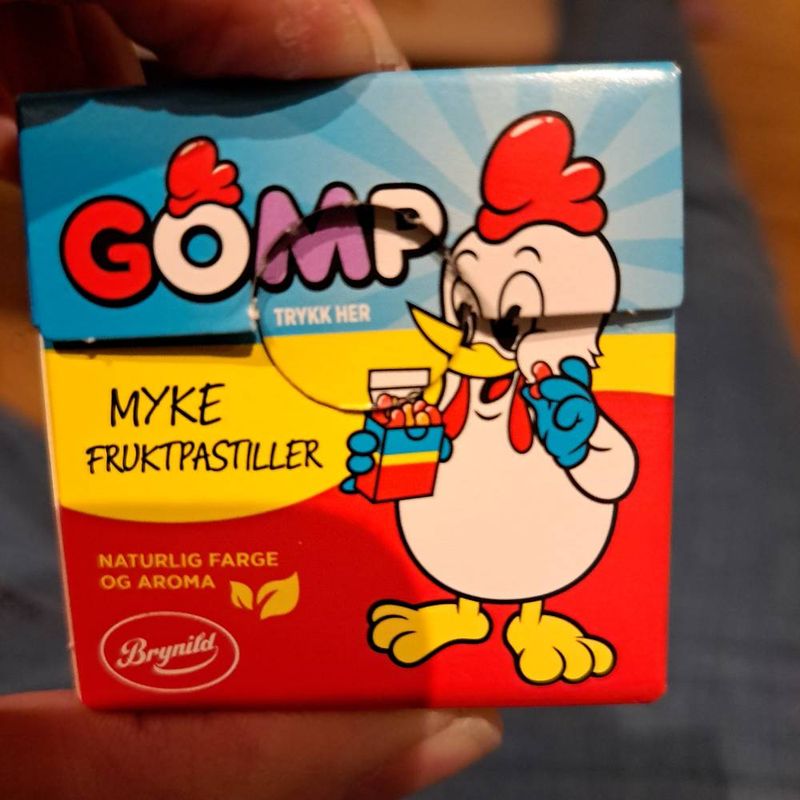 GOMP
TRYKK HER
MYKE
FRUKTPASTILLER
NATURLIG FARGE
OG AROMA
Brynild